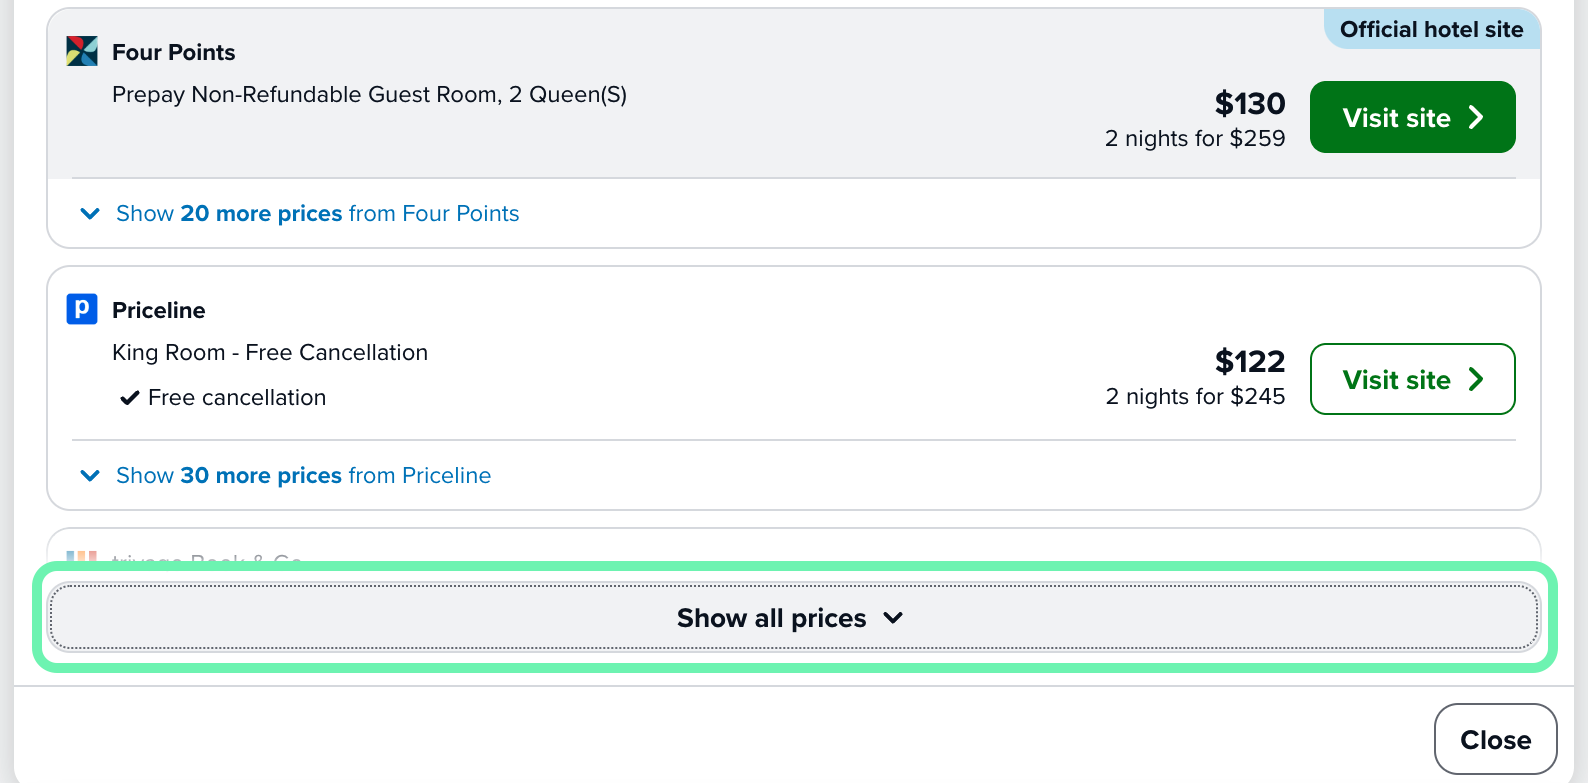 Official hotel site
Four Points
Prepay Non-Refundable Guest Room, 2 Queen(S)
$130
2 nights for $259
Visit site
Show 20 more prices from Four Points
p
Priceline
King Room - Free Cancellation
Free cancellation
$122
2 nights for $245
Visit site
Show 30 more prices from Priceline
trivago Book & Go
Show all prices
Close